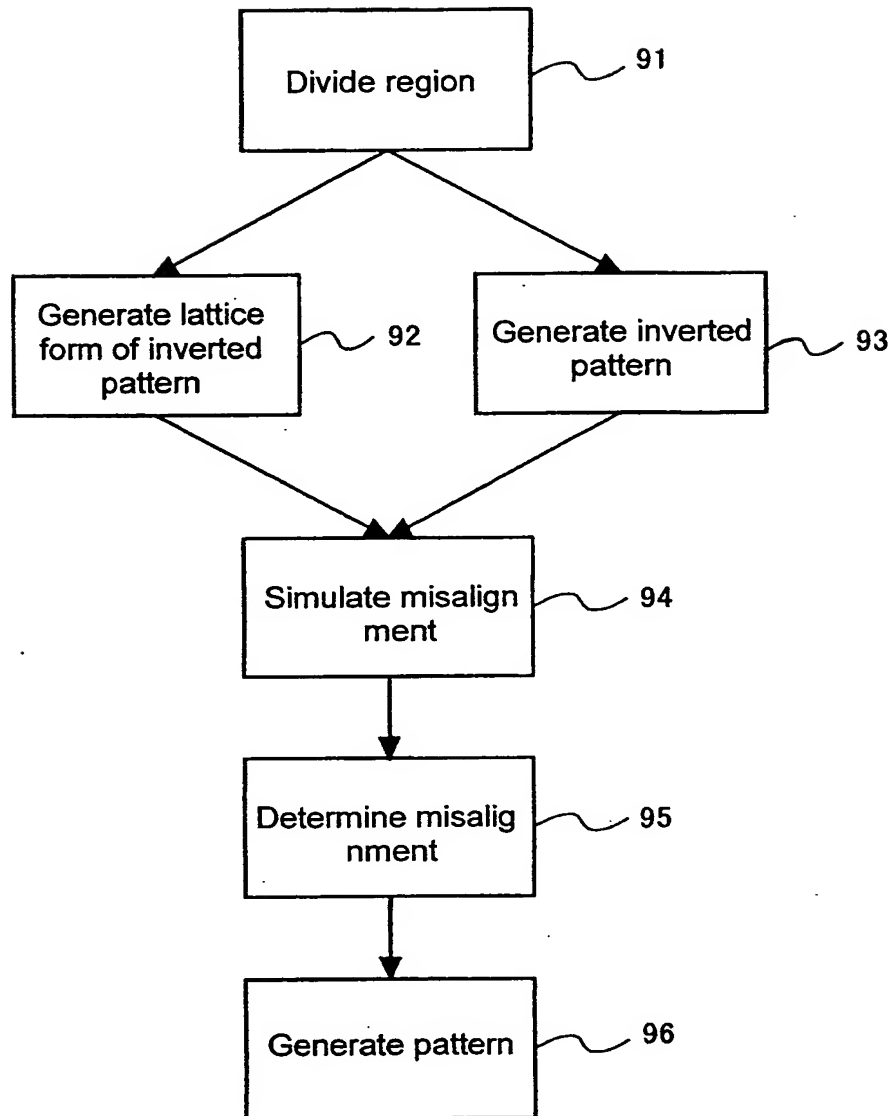 Divide region
91
Generate lattice
form of inverted
pattern
92
Generate inverted
pattern
93
Simulate misalign
ment
94
Determine misalig
nment
95
Generate pattern
96